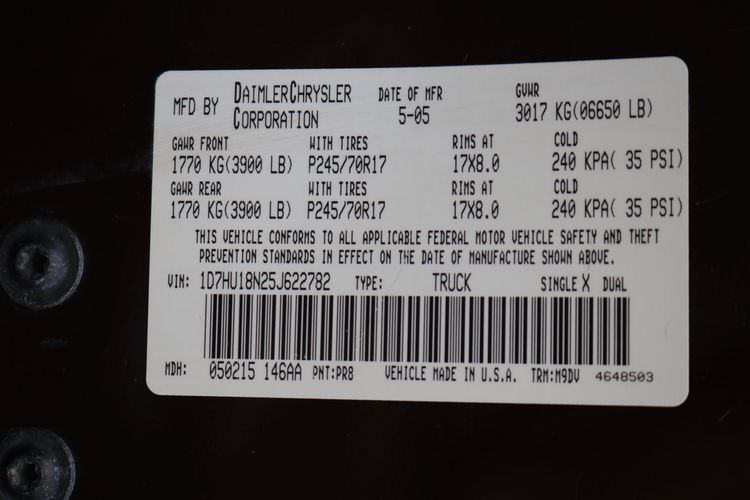 MFD BY DAIMLERCHRYSLER CORPORATION DATE OF MFR 5-05 GVWR 3017 KG(06650 LB)
GAWR FRONT WITH TIRES RIMS AT COLD
1770 KG(3900 LB) P245/70R17 17X8.0 240 KPA( 35 PSI)
GAWR REAR WITH TIRES RIMS AT COLD
1770 KG(3900 LB) P245/70R17 17X8.0 240 KPA( 35 PSI)
THIS VEHICLE CONFORMS TO ALL APPLICABLE FEDERAL MOTOR VEHICLE SAFETY AND THEFT
PREVENTION STANDARDS IN EFFECT ON THE DATE OF MANUFACTURE SHOWN ABOVE.
VIN: 1D7HU18N25J622782 TYPE: TRUCK SINGLE X DUAL
MDH: 050215 146AA PNT:PR8 VEHICLE MADE IN U.S.A. TRM:M9DV 4648503